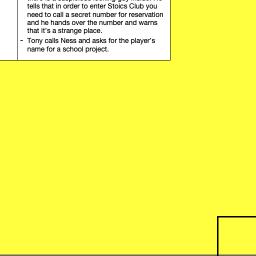 tells that in order to enter Stoics Club you
need to call a secret number for reservation
and he hands over the number and warns
that it's a strange place.
- Tony calls Ness and asks for the player's
name for a school project.